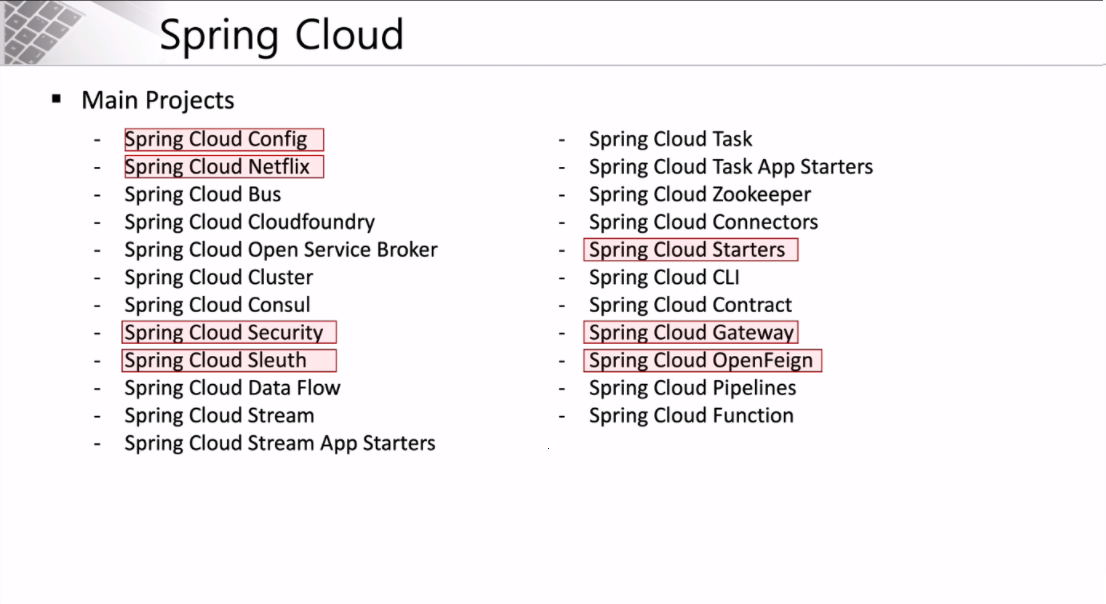 Spring Cloud
▪ Main Projects
- Spring Cloud Config
- Spring Cloud Netflix
- Spring Cloud Bus
- Spring Cloud Cloudfoundry
- Spring Cloud Open Service Broker
- Spring Cloud Cluster
- Spring Cloud Consul
- Spring Cloud Security
- Spring Cloud Sleuth
- Spring Cloud Data Flow
- Spring Cloud Stream
- Spring Cloud Stream App Starters
- Spring Cloud Task
- Spring Cloud Task App Starters
- Spring Cloud Zookeeper
- Spring Cloud Connectors
- Spring Cloud Starters
- Spring Cloud CLI
- Spring Cloud Contract
- Spring Cloud Gateway
- Spring Cloud OpenFeign
- Spring Cloud Pipelines
- Spring Cloud Function